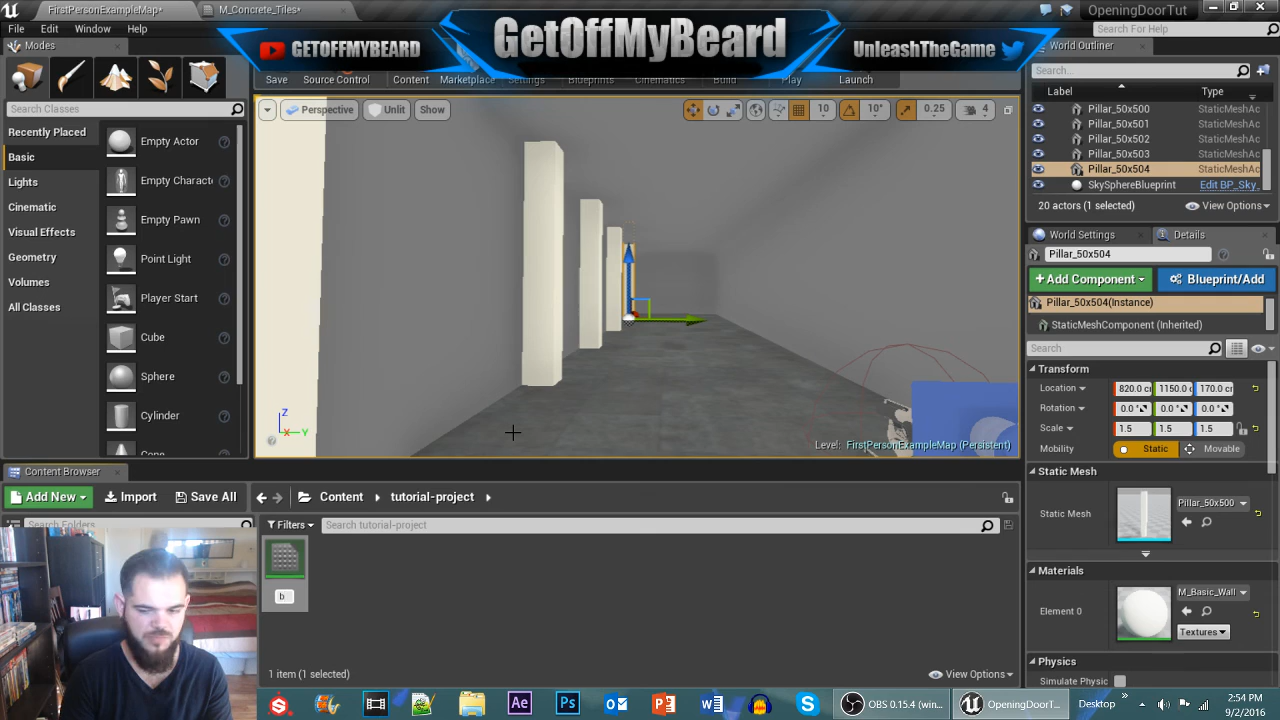 FirstPersonExampleMap*
M_Concrete_Tiles*
OpeningDoorTut
File Edit Window Help
Search For Help
GETOFFMYBEARD
GetOffMyBeard
UnleashTheGame
Modes
Save Source Control Content Marketplace Settings Blueprints Cinematics Build Play Launch
Search Classes
Recently Placed
Basic
Lights
Cinematic
Visual Effects
Geometry
Volumes
All Classes
Empty Actor
Empty Charact
Empty Pawn
Point Light
Player Start
Cube
Sphere
Cylinder
Cone
Perspective Unlit Show
10 10° 0.25 4
Z
X Y
Level: FirstPersonExampleMap (Persistent)
World Outliner
Search...
Label Type
Pillar_50x500 StaticMeshAc
Pillar_50x501 StaticMeshAc
Pillar_50x502 StaticMeshAc
Pillar_50x503 StaticMeshAc
Pillar_50x504 StaticMeshAc
SkySphereBlueprint Edit BP_Sky_
20 actors (1 selected) View Options
World Settings Details
Pillar_50x504
+Add Component Blueprint/Add
Pillar_50x504(Instance)
StaticMeshComponent (Inherited)
Search
Transform
Location 820.0 c 1150.0 170.0 c
Rotation 0.0 ° 0.0 ° 0.0 °
Scale 1.5 1.5 1.5
Mobility Static Movable
Static Mesh
Static Mesh Pillar_50x500
Materials
Element 0 M_Basic_Wall
Textures
Physics
Simulate Physic
Content Browser
Add New Import Save All
Content tutorial-project
Search Folders
Filters Search tutorial-project
b
1 item (1 selected) View Options
Ae Ps
OBS 0.15.4 (win... OpeningDoorT... Desktop
2:54 PM
9/2/2016